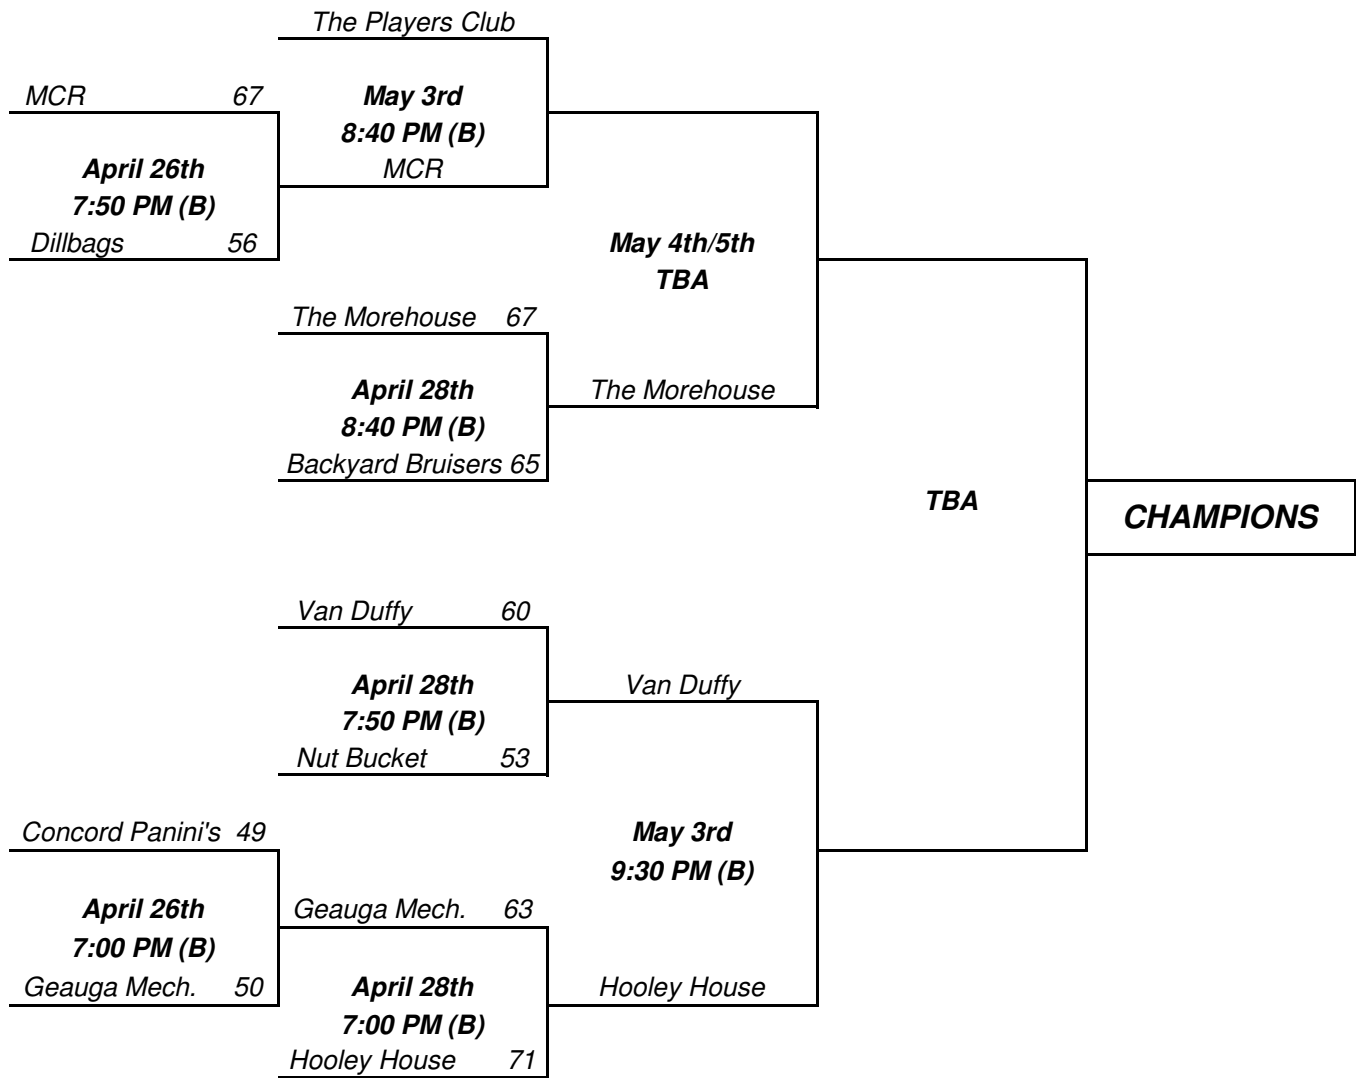 The Players Club
MCR 67
May 3rd
8:40 PM (B)
MCR
April 26th
7:50 PM (B)
Dillbags 56
May 4th/5th
TBA
The Morehouse 67
April 28th
8:40 PM (B)
The Morehouse
Backyard Bruisers 65
TBA
CHAMPIONS
Van Duffy 60
April 28th
7:50 PM (B)
Van Duffy
Nut Bucket 53
Concord Panini's 49
May 3rd
9:30 PM (B)
April 26th
7:00 PM (B)
Geauga Mech. 63
Geauga Mech. 50
April 28th
7:00 PM (B)
Hooley House
Hooley House 71